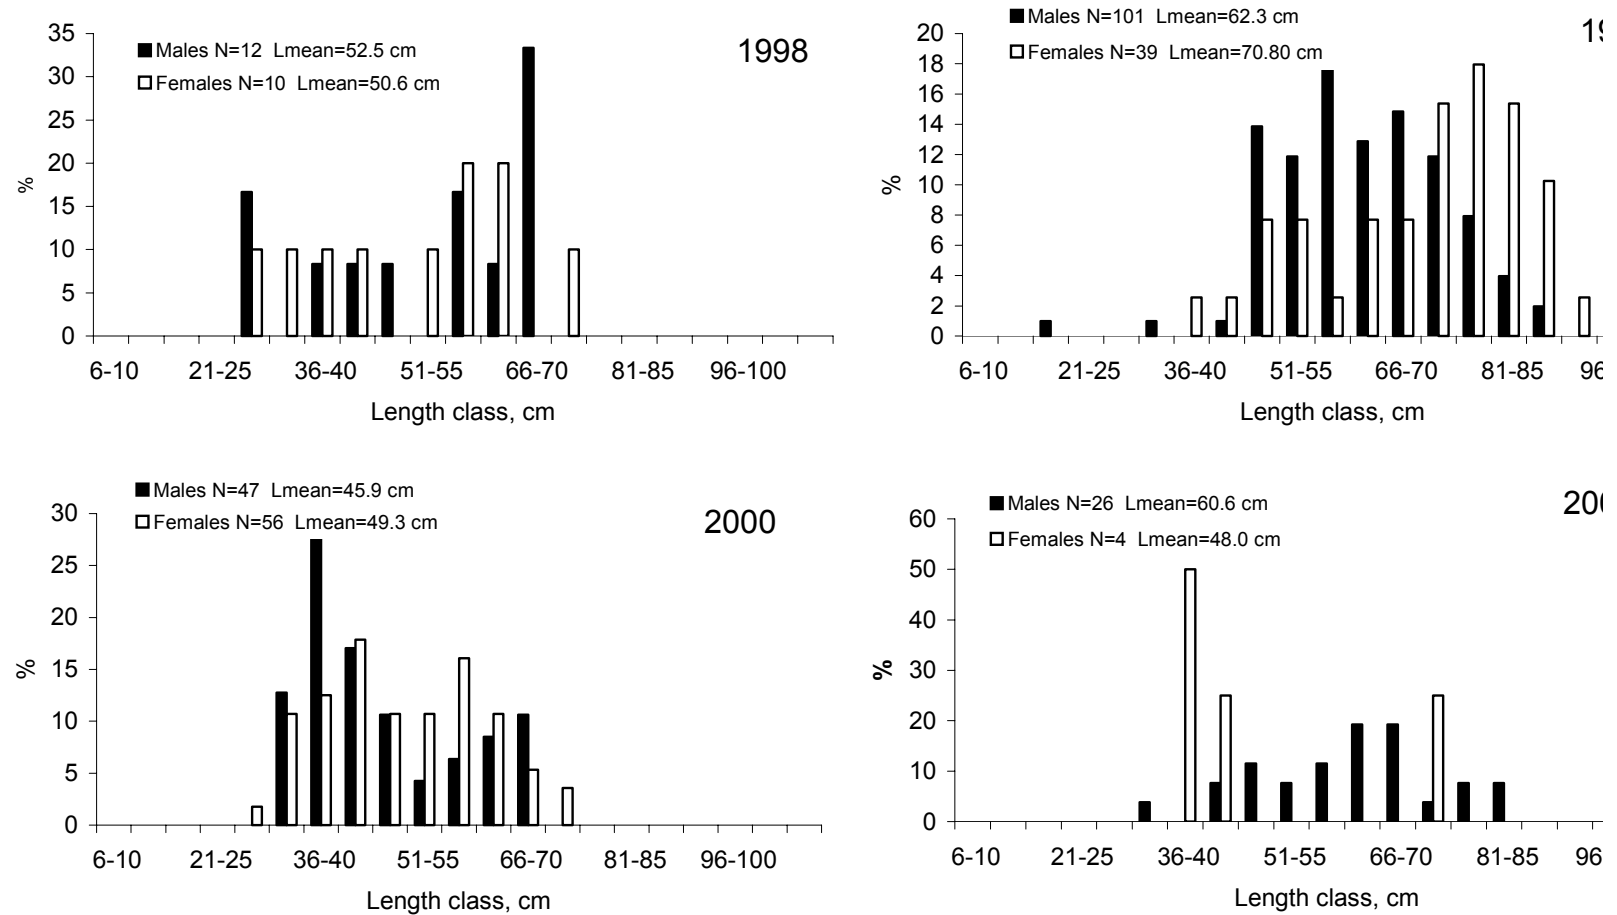 Males N=12 Lmean=52.5 cm
Females N=10 Lmean=50.6 cm
1998
35
30
25
20
15
10
5
0
%
6-10 21-25 36-40 51-55 66-70 81-85 96-100
Length class, cm
Males N=101 Lmean=62.3 cm
Females N=39 Lmean=70.80 cm
20
18
16
14
12
10
8
6
4
2
0
%
6-10 21-25 36-40 51-55 66-70 81-85
Length class, cm
Males N=47 Lmean=45.9 cm
Females N=56 Lmean=49.3 cm
2000
30
25
20
15
10
5
0
%
6-10 21-25 36-40 51-55 66-70 81-85 96-100
Length class, cm
Males N=26 Lmean=60.6 cm
Females N=4 Lmean=48.0 cm
60
50
40
30
20
10
0
%
6-10 21-25 36-40 51-55 66-70 81-85
Length class, cm